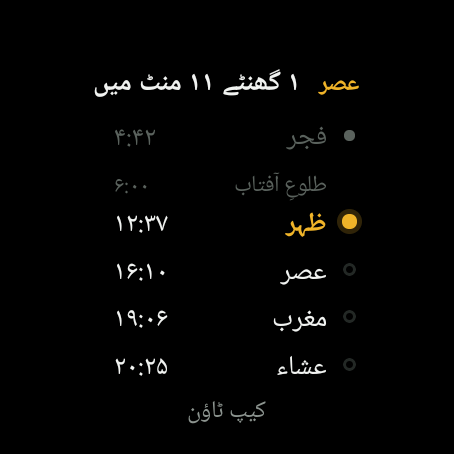 عصر ۱ گھنٹے ۱۱ منٹ میں
فجر ۴:۴۲
طلوعِ آفتاب ۶:۰۰
ظہر ۱۲:۳۷
عصر ۱۶:۱۰
مغرب ۱۹:۰۶
عشاء ۲۰:۲۵
کیپ ٹاؤن